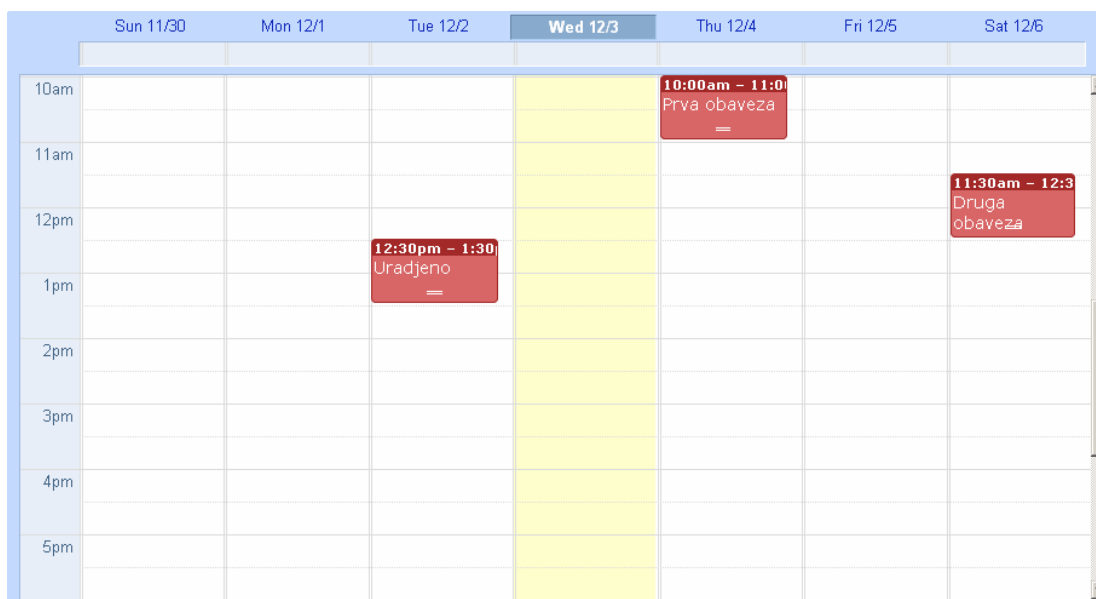 Sun 11/30 Mon 12/1 Tue 12/2 Wed 12/3 Thu 12/4 Fri 12/5 Sat 12/6
10am
10:00am – 11:0
Prva obaveza
11am
11:30am – 12:3
Druga
obaveza
12pm
12:30pm – 1:30
Uradjeno
1pm
2pm
3pm
4pm
5pm